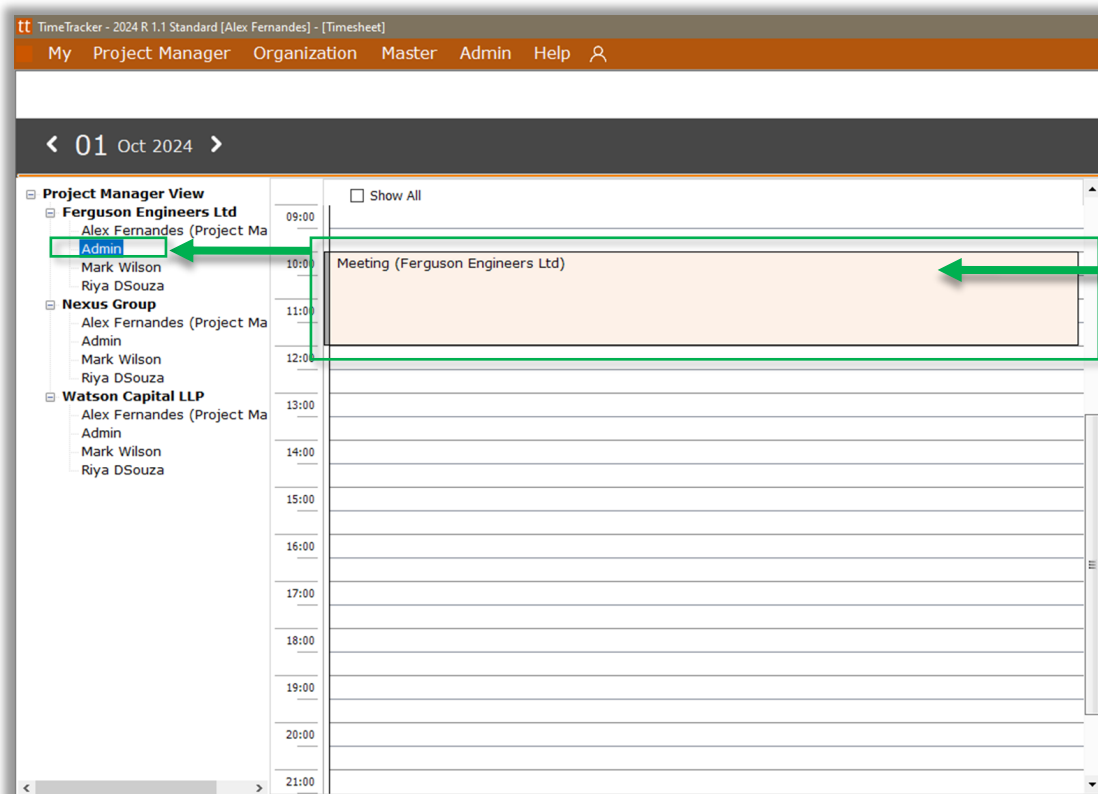 tt TimeTracker - 2024 R 1.1 Standard [Alex Fernandes] - [Timesheet]
My Project Manager Organization Master Admin Help
01 Oct 2024
Project Manager View
Ferguson Engineers Ltd
Alex Fernandes (Project Ma
Admin
Mark Wilson
Riya DSouza
Nexus Group
Alex Fernandes (Project Ma
Admin
Mark Wilson
Riya DSouza
Watson Capital LLP
Alex Fernandes (Project Ma
Admin
Mark Wilson
Riya DSouza
Show All
09:00
10:00
Meeting (Ferguson Engineers Ltd)
11:00
12:00
13:00
14:00
15:00
16:00
17:00
18:00
19:00
20:00
21:00